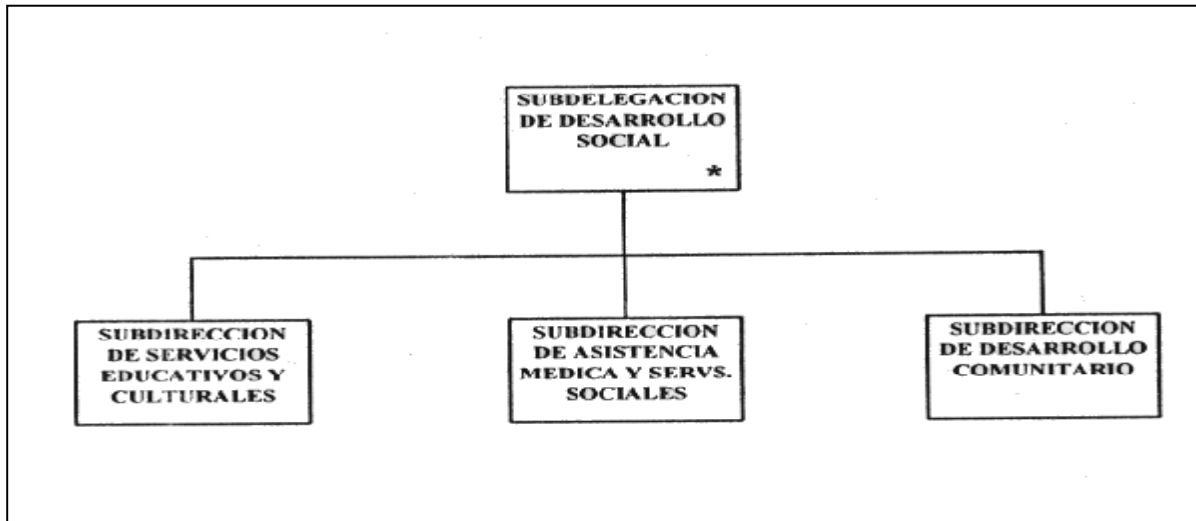 SUBDELEGACION
DE DESARROLLO
SOCIAL
*
SUBDIRECCION
DE SERVICIOS
EDUCATIVOS Y
CULTURALES
SUBDIRECCION
DE ASISTENCIA
MEDICA Y SERVS.
SOCIALES
SUBDIRECCION
DE DESARROLLO
COMUNITARIO